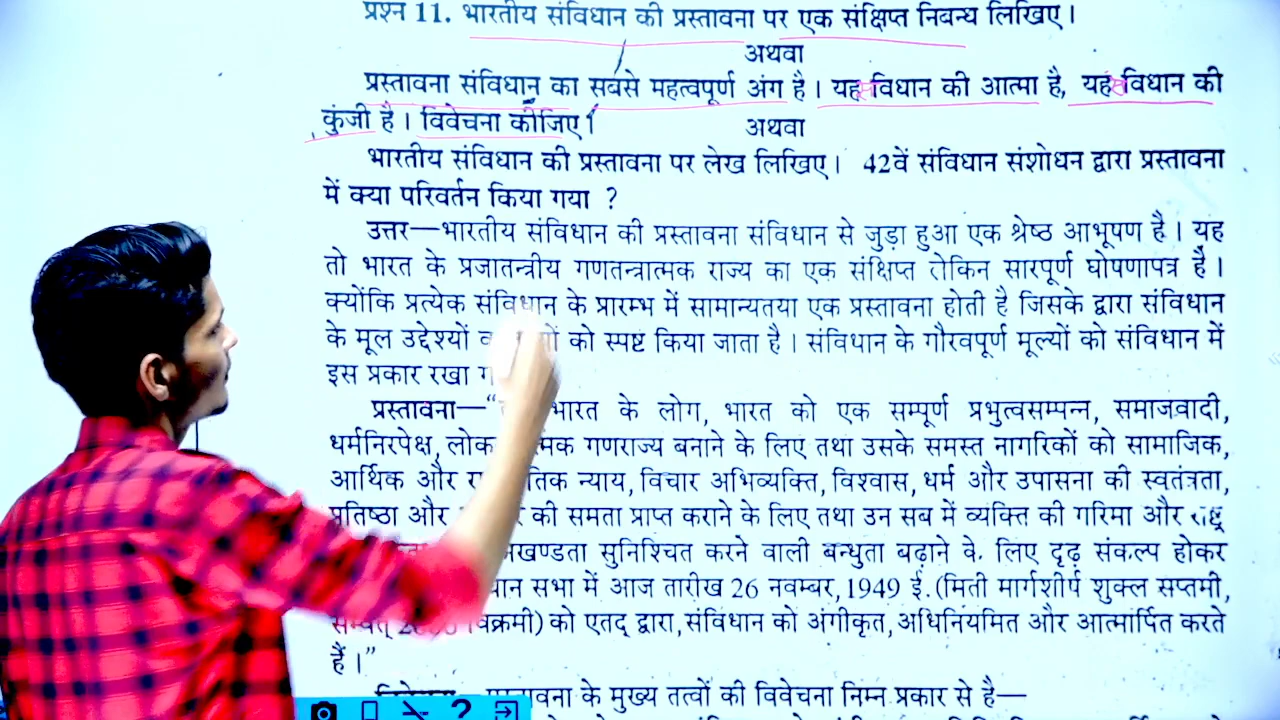 प्रश्न 11. भारतीय संविधान की प्रस्तावना पर एक संक्षिप्त निबन्ध लिखिए।
अथवा
प्रस्तावना संविधान का सबसे महत्वपूर्ण अंग है। यह विधान की आत्मा है, यह विधान की
कुंजी है। विवेचना कीजिए।
अथवा
भारतीय संविधान की प्रस्तावना पर लेख लिखिए। 42वें संविधान संशोधन द्वारा प्रस्तावना
में क्या परिवर्तन किया गया ?
उत्तर—भारतीय संविधान की प्रस्तावना संविधान से जुड़ा हुआ एक श्रेष्ठ आभूषण है। यह
तो भारत के प्रजातन्त्रीय गणतन्त्रात्मक राज्य का एक संक्षिप्त लेकिन सारपूर्ण घोषणापत्र है।
क्योंकि प्रत्येक संविधान के प्रारम्भ में सामान्यतया एक प्रस्तावना होती है जिसके द्वारा संविधान
के मूल उद्देश्यों को स्पष्ट किया जाता है। संविधान के गौरवपूर्ण मूल्यों को संविधान में
इस प्रकार रखा
प्रस्तावना—“ भारत के लोग, भारत को एक सम्पूर्ण प्रभुत्वसम्पन्न, समाजवादी,
धर्मनिरपेक्ष, गणराज्य बनाने के लिए तथा उसके समस्त नागरिकों को सामाजिक,
आर्थिक और न्याय, विचार अभिव्यक्ति, विश्वास, धर्म और उपासना की स्वतंत्रता,
प्रतिष्ठा और की समता प्राप्त कराने के लिए तथा उन सब में व्यक्ति की गरिमा और राष्ट्र
सुनिश्चित करने वाली बन्धुता बढ़ाने के लिए दृढ़ संकल्प होकर
सभा में आज तारीख 26 नवम्बर, 1949 ई. (मिती मार्गशीर्ष शुक्ल सप्तमी,
विक्रमी) को एतद् द्वारा, संविधान को अंगीकृत, अधिनियमित और आत्मार्पित करते
हैं।”
के मुख्य तत्वों की विवेचना निम्न प्रकार से है—